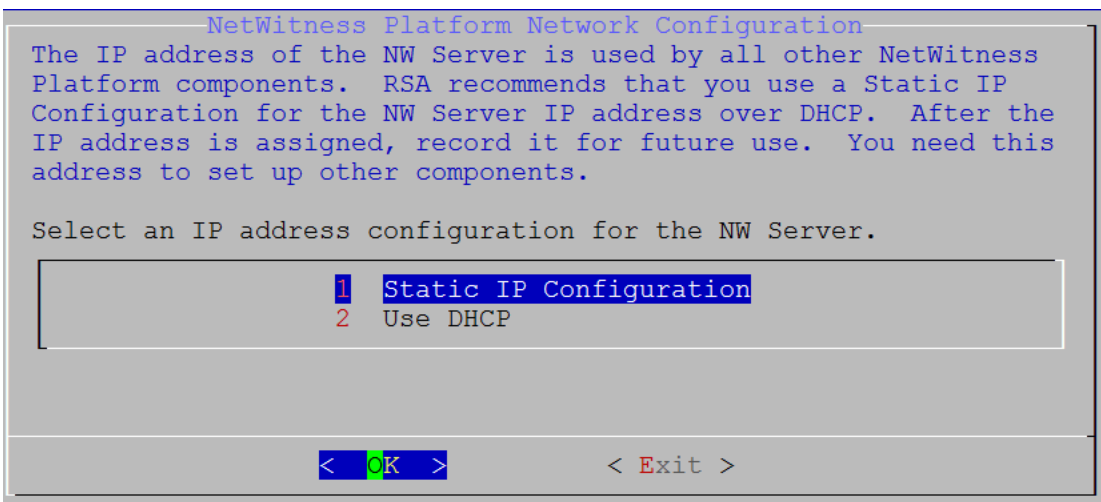 NetWitness Platform Network Configuration
The IP address of the NW Server is used by all other NetWitness
Platform components.  RSA recommends that you use a Static IP
Configuration for the NW Server IP address over DHCP.  After the
IP address is assigned, record it for future use.  You need this
address to set up other components.
Select an IP address configuration for the NW Server.
1  Static IP Configuration
2  Use DHCP
<  OK  >          < Exit >